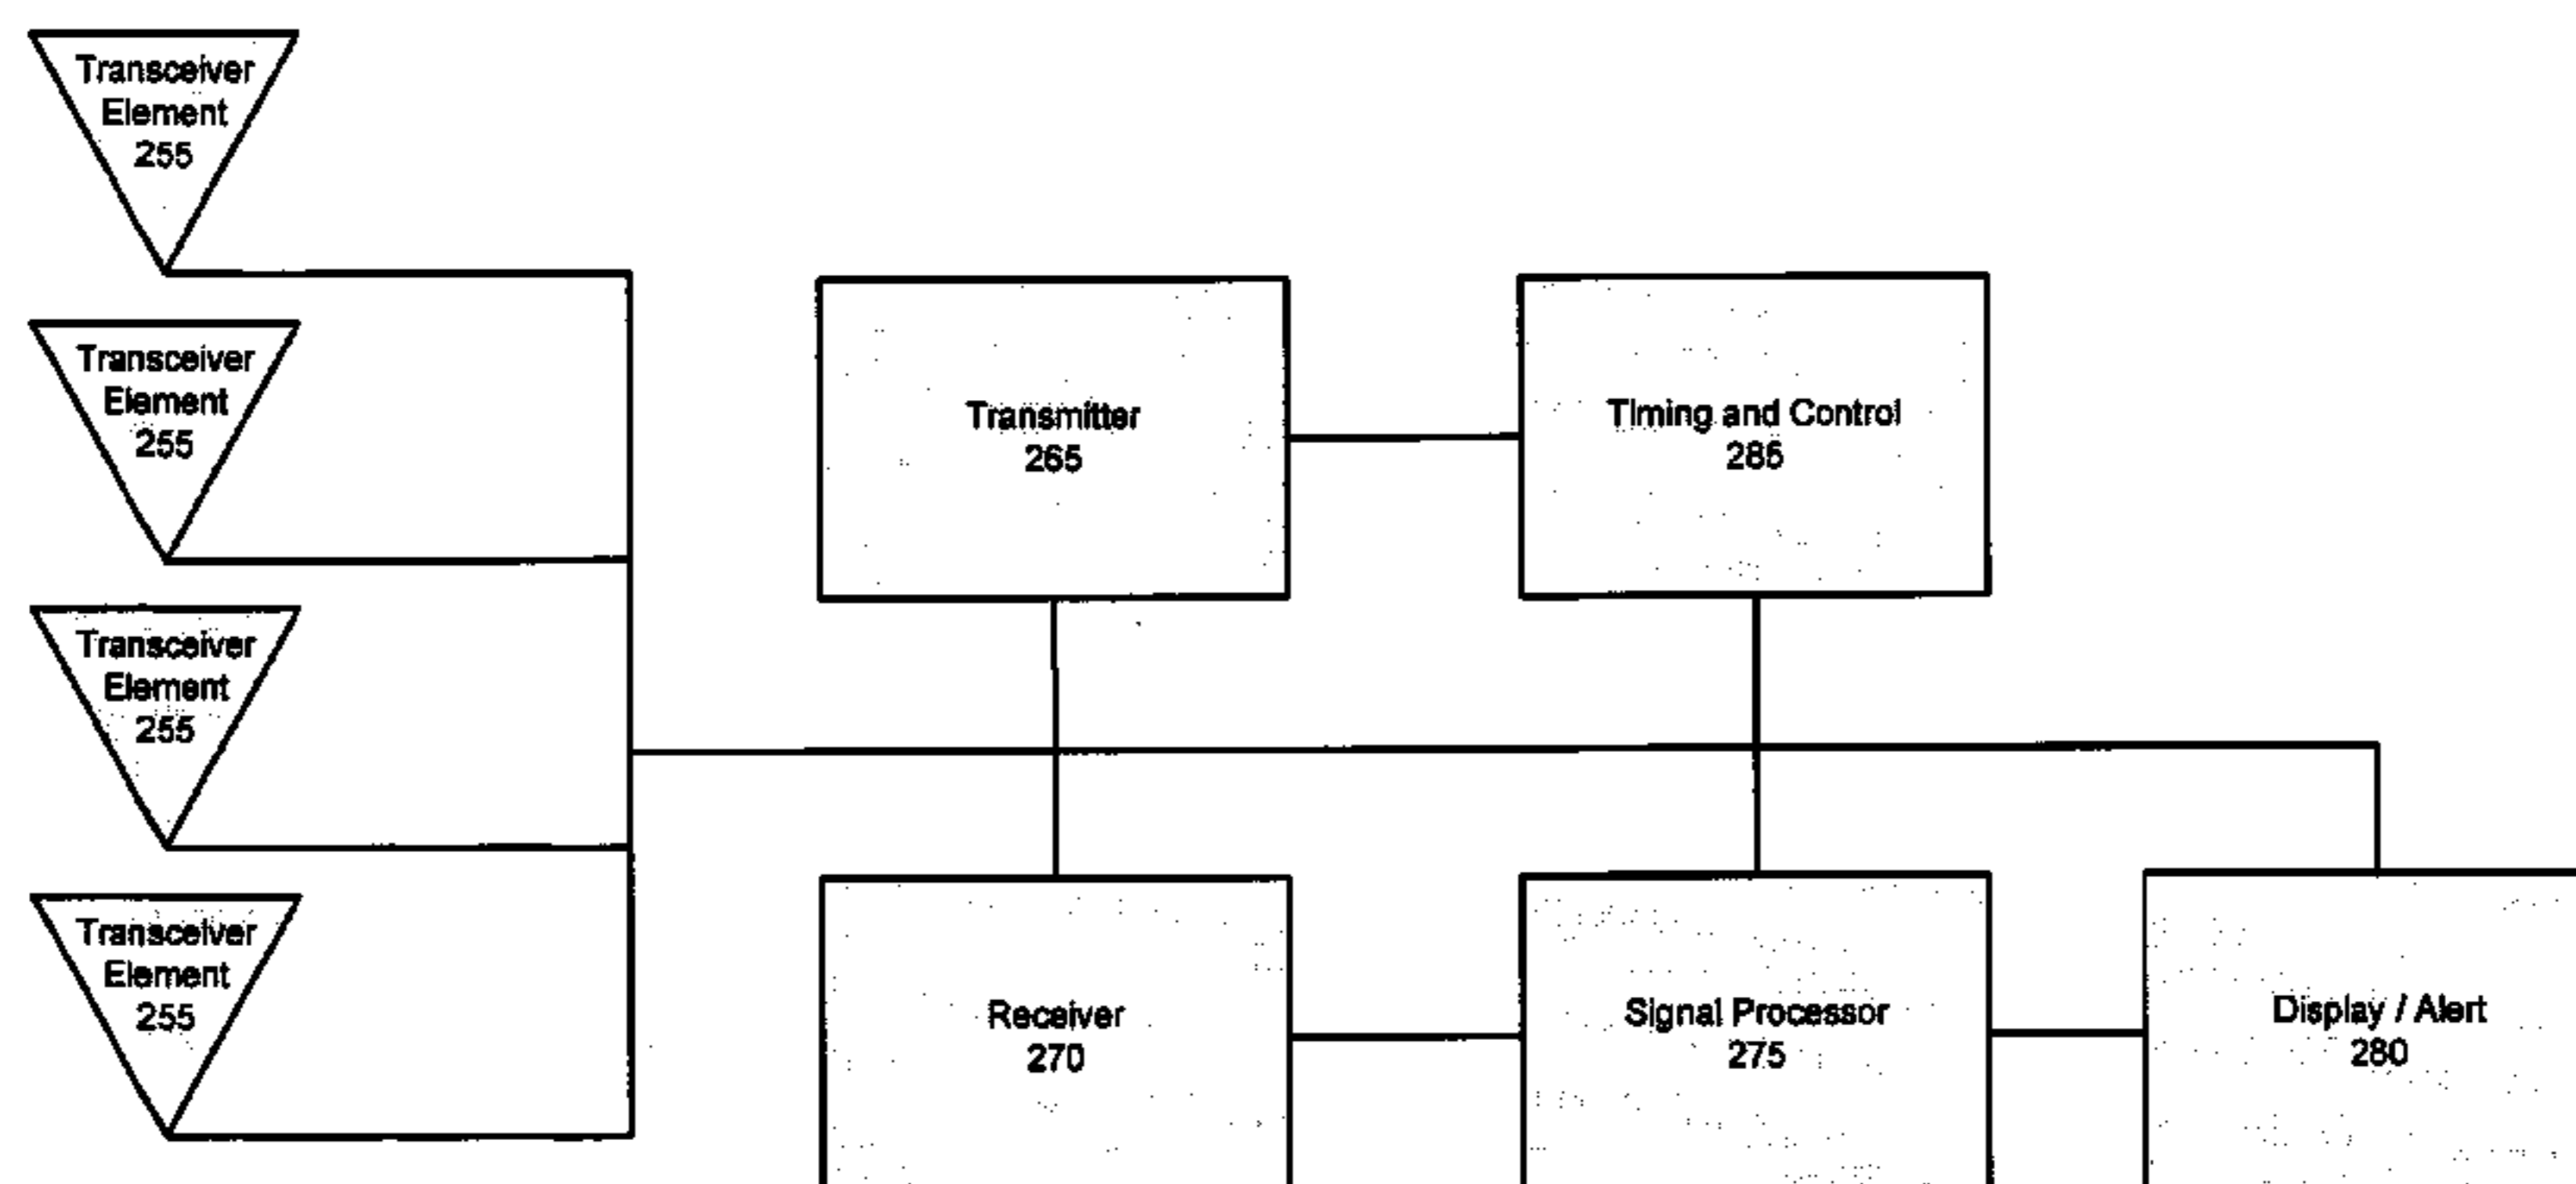 Transceiver
Element
255
Transceiver
Element
255
Transceiver
Element
255
Transceiver
Element
255
Transmitter
265
Timing and Control
285
Receiver
270
Signal Processor
275
Display / Alert
280